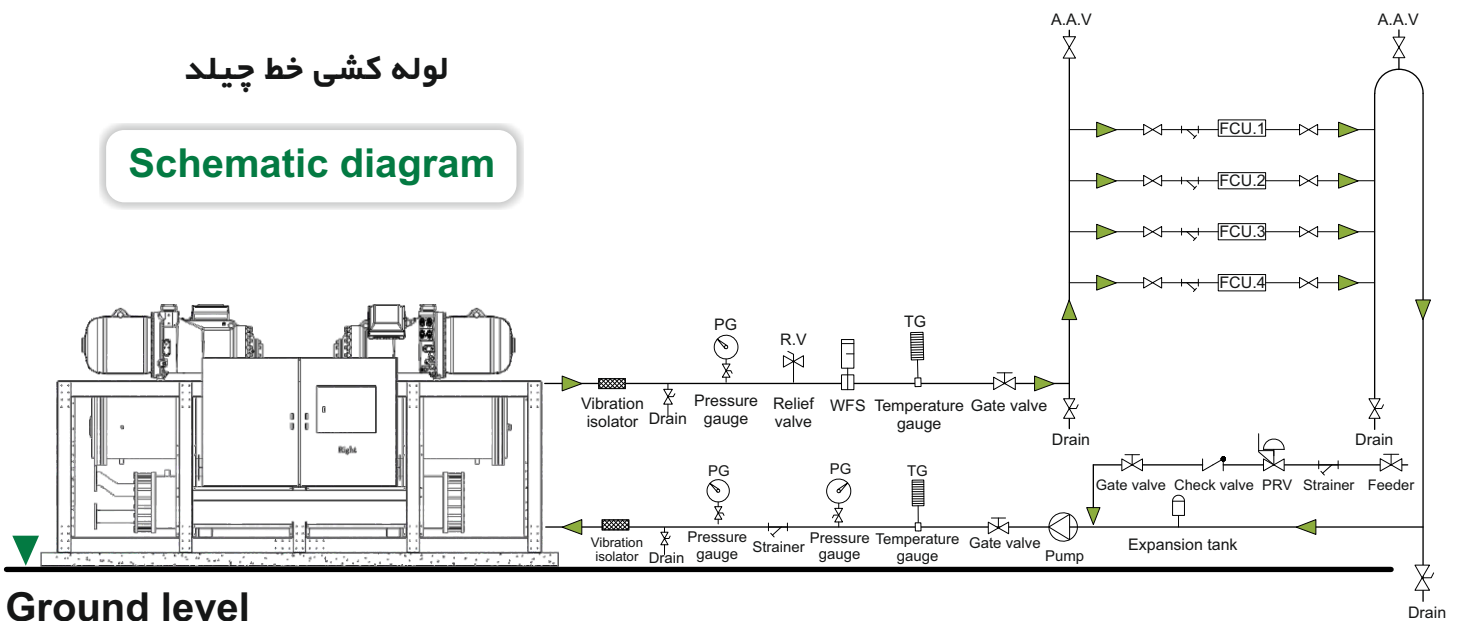 لوله کشی خط چیلد
Schematic diagram
A.A.V
A.A.V
FCU.1
FCU.2
FCU.3
FCU.4
PG
R.V
TG
Vibration
isolator
Drain
Pressure
gauge
Relief
valve
WFS
Temperature
gauge
Gate valve
Drain
Drain
Right
PG
PG
TG
Gate valve
Check valve
PRV
Strainer
Feeder
Vibration
isolator
Drain
Pressure
gauge
Strainer
Pressure
gauge
Temperature
gauge
Gate valve
Pump
Expansion tank
Drain
Ground level